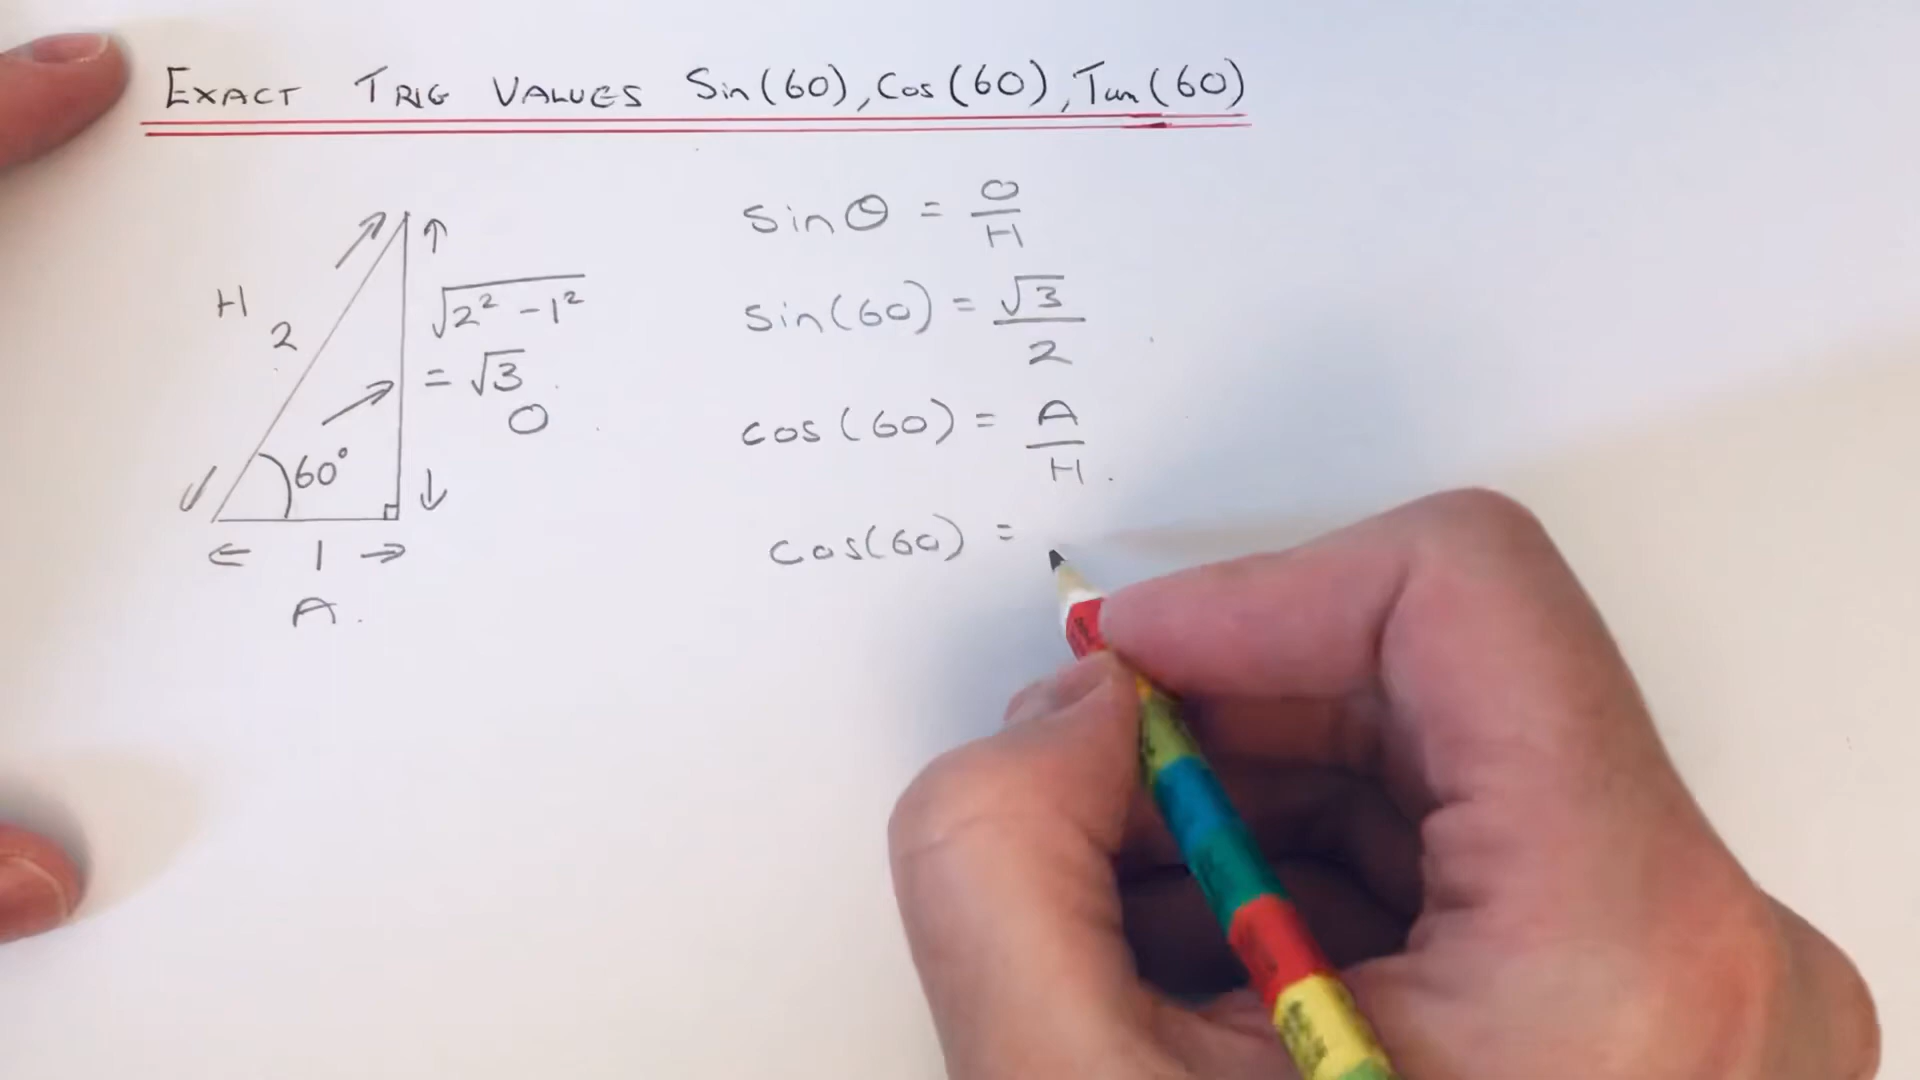 EXACT TRIG VALUES Sin(60), Cos(60), Tan(60)
H
2
√2² - 1²
= √3
O
60°
1
A.
sinθ = O/H
sin(60) = √3/2
cos(60) = A/H.
cos(60) =